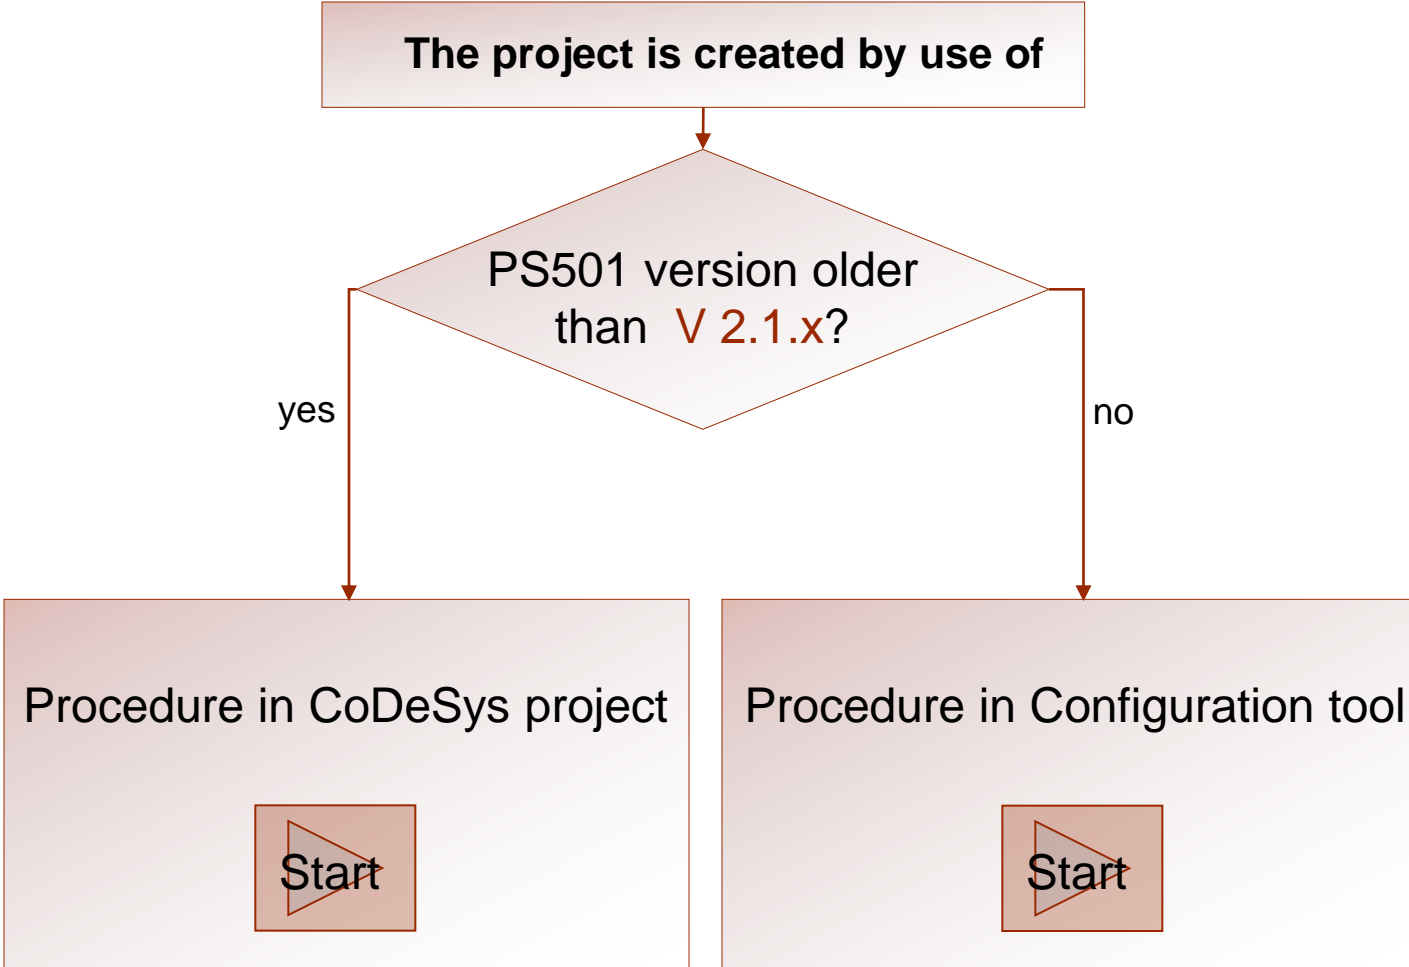 The project is created by use of
PS501 version older
than V 2.1.x?
yes
no
Procedure in CoDeSys project
Procedure in Configuration tool
Start
Start